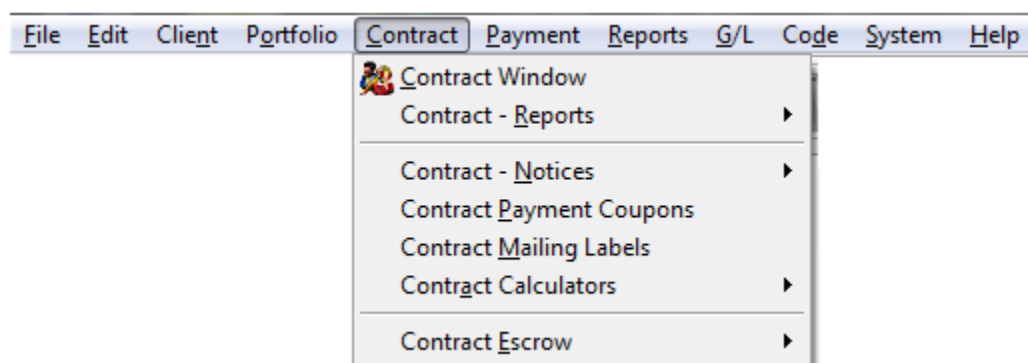 File Edit Client Portfolio Contract Payment Reports G/L Code System Help
Contract Window
Contract - Reports
Contract - Notices
Contract Payment Coupons
Contract Mailing Labels
Contract Calculators
Contract Escrow